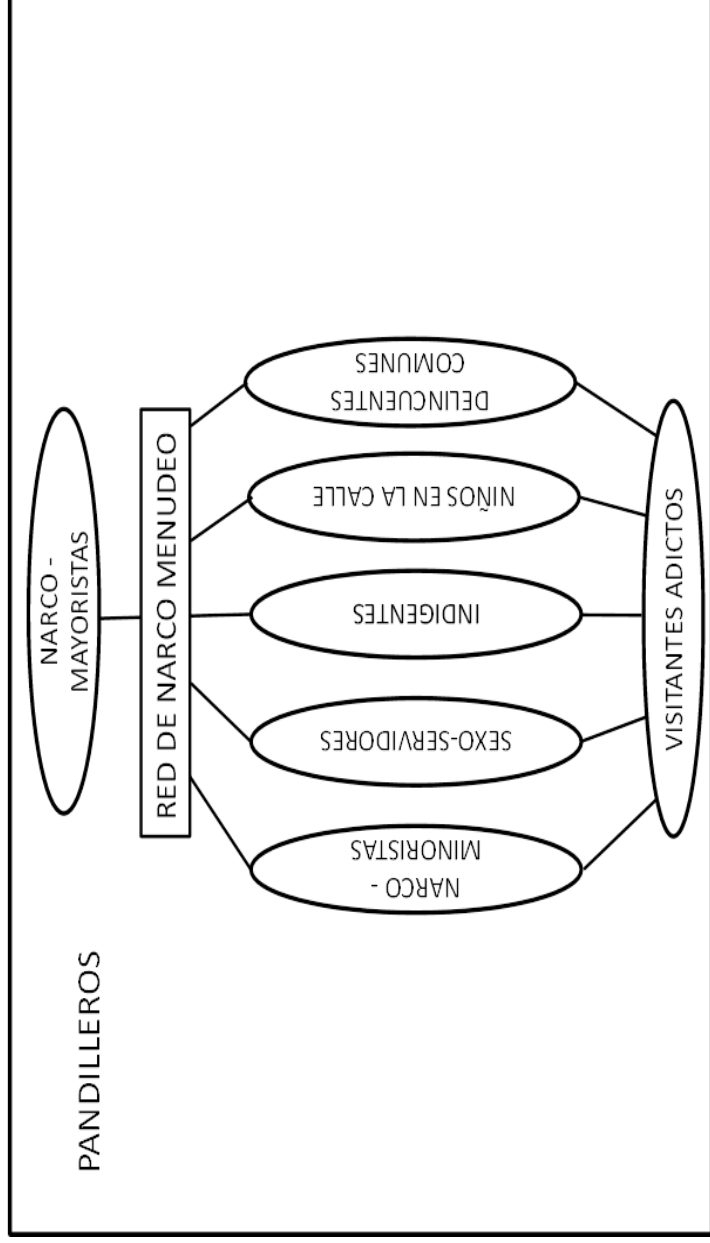 PANDILLEROS
NARCO -
MAYORISTAS
RED DE NARCO MENUDEO
NARCO -
MINORISTAS
SEXO-SERVIDORES
INDIGENTES
NIÑOS EN LA CALLE
DELINCUENTES
COMUNES
VISITANTES ADICTOS